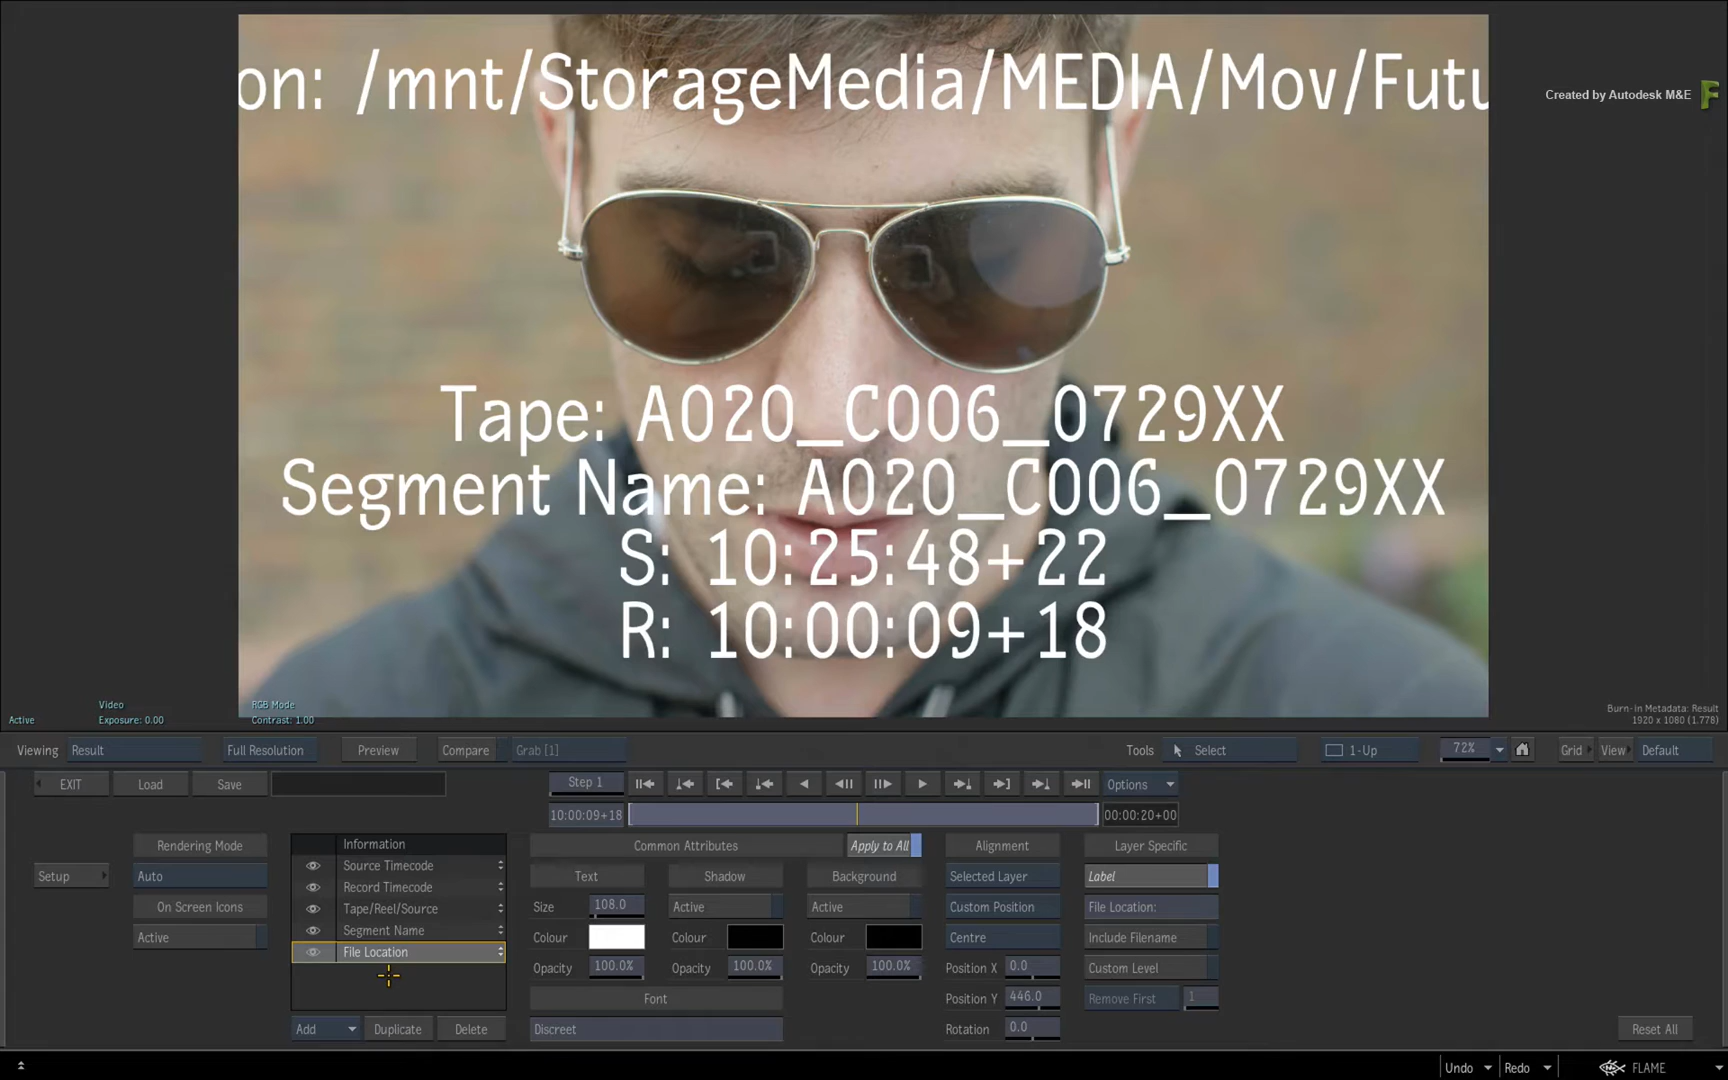 on: /mnt/StorageMedia/MEDIA/Mov/Futu
Created by Autodesk M&E
Tape: A020_C006_0729XX
Segment Name: A020_C006_0729XX
S: 10:25:48+22
R: 10:00:09+18
Active
Video
Exposure: 0.00
RGB Mode
Contrast: 1.00
Burn-in Metadata: Result
1920 x 1080 (1.778)
Viewing Result Full Resolution Preview Compare Grab [1] Tools Select 1-Up 72% Grid View Default
EXIT Load Save Step 1 Options
10:00:09+18 00:00:20+00
Rendering Mode Information Common Attributes Apply to All Alignment Layer Specific
Setup Auto Source Timecode Text Shadow Background Selected Layer Label
Record Timecode
On Screen Icons Tape/Reel/Source Size 108.0 Active Active Custom Position File Location:
Active Segment Name Colour Colour Colour Centre Include Filename
File Location Opacity 100.0% Opacity 100.0% Opacity 100.0% Position X 0.0 Custom Level
Font Position Y 446.0 Remove First 1
Add Duplicate Delete Discreet Rotation 0.0 Reset All
Undo Redo FLAME